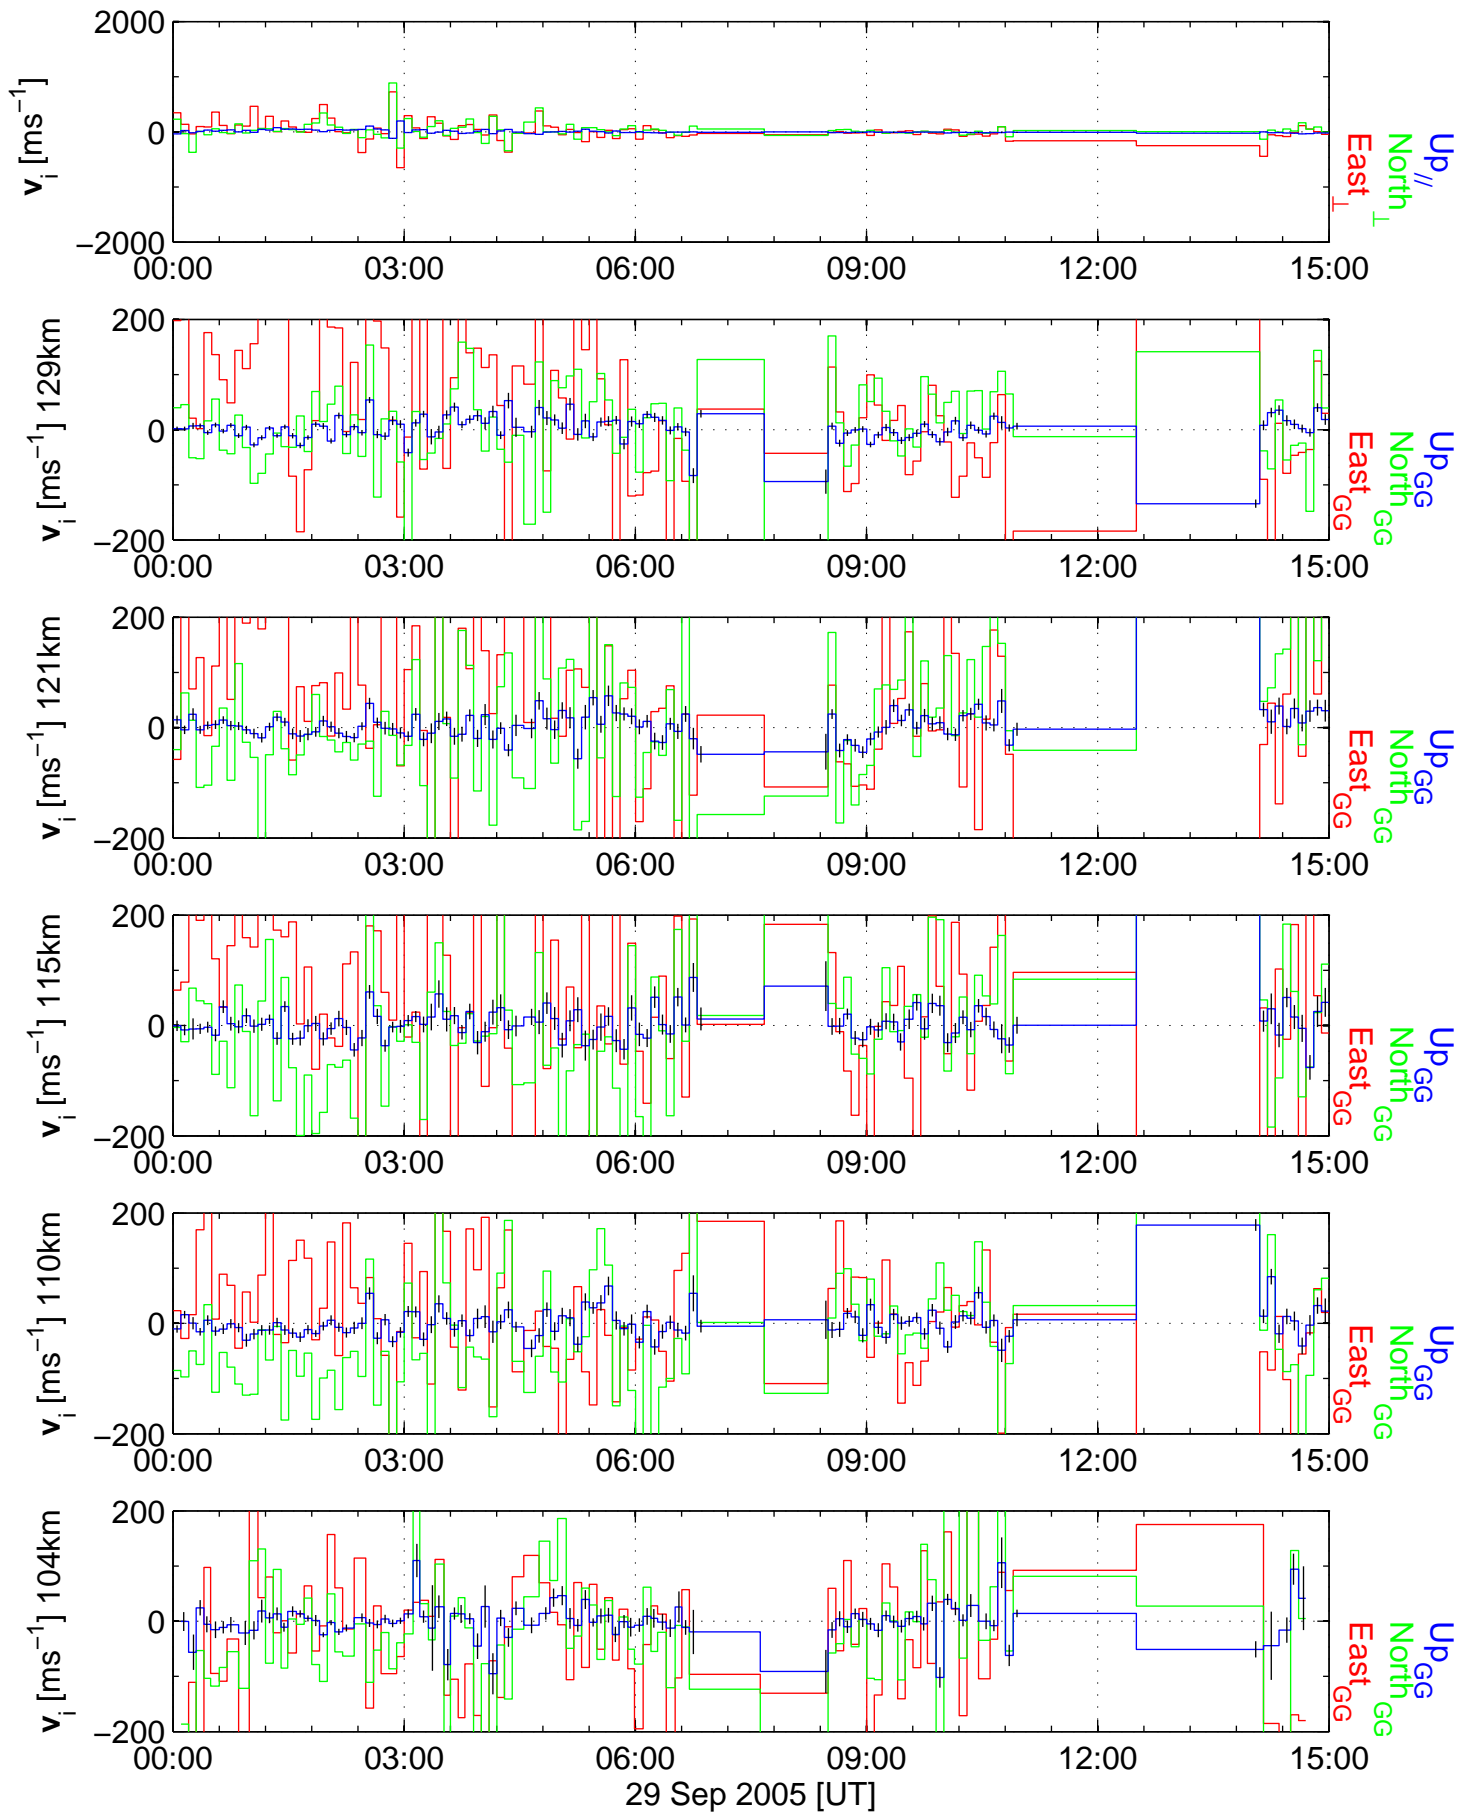 2000
0
−2000
v_i [ms^−1]
00:00 03:00 06:00 09:00 12:00 15:00
East_⊥
North_⊥
Up_//
200
0
−200
v_i [ms^−1] 129km
00:00 03:00 06:00 09:00 12:00 15:00
East_GG
North_GG
Up_GG
200
0
−200
v_i [ms^−1] 121km
00:00 03:00 06:00 09:00 12:00 15:00
East_GG
North_GG
Up_GG
200
0
−200
v_i [ms^−1] 115km
00:00 03:00 06:00 09:00 12:00 15:00
East_GG
North_GG
Up_GG
200
0
−200
v_i [ms^−1] 110km
00:00 03:00 06:00 09:00 12:00 15:00
East_GG
North_GG
Up_GG
200
0
−200
v_i [ms^−1] 104km
00:00 03:00 06:00 09:00 12:00 15:00
East_GG
North_GG
Up_GG
29 Sep 2005 [UT]